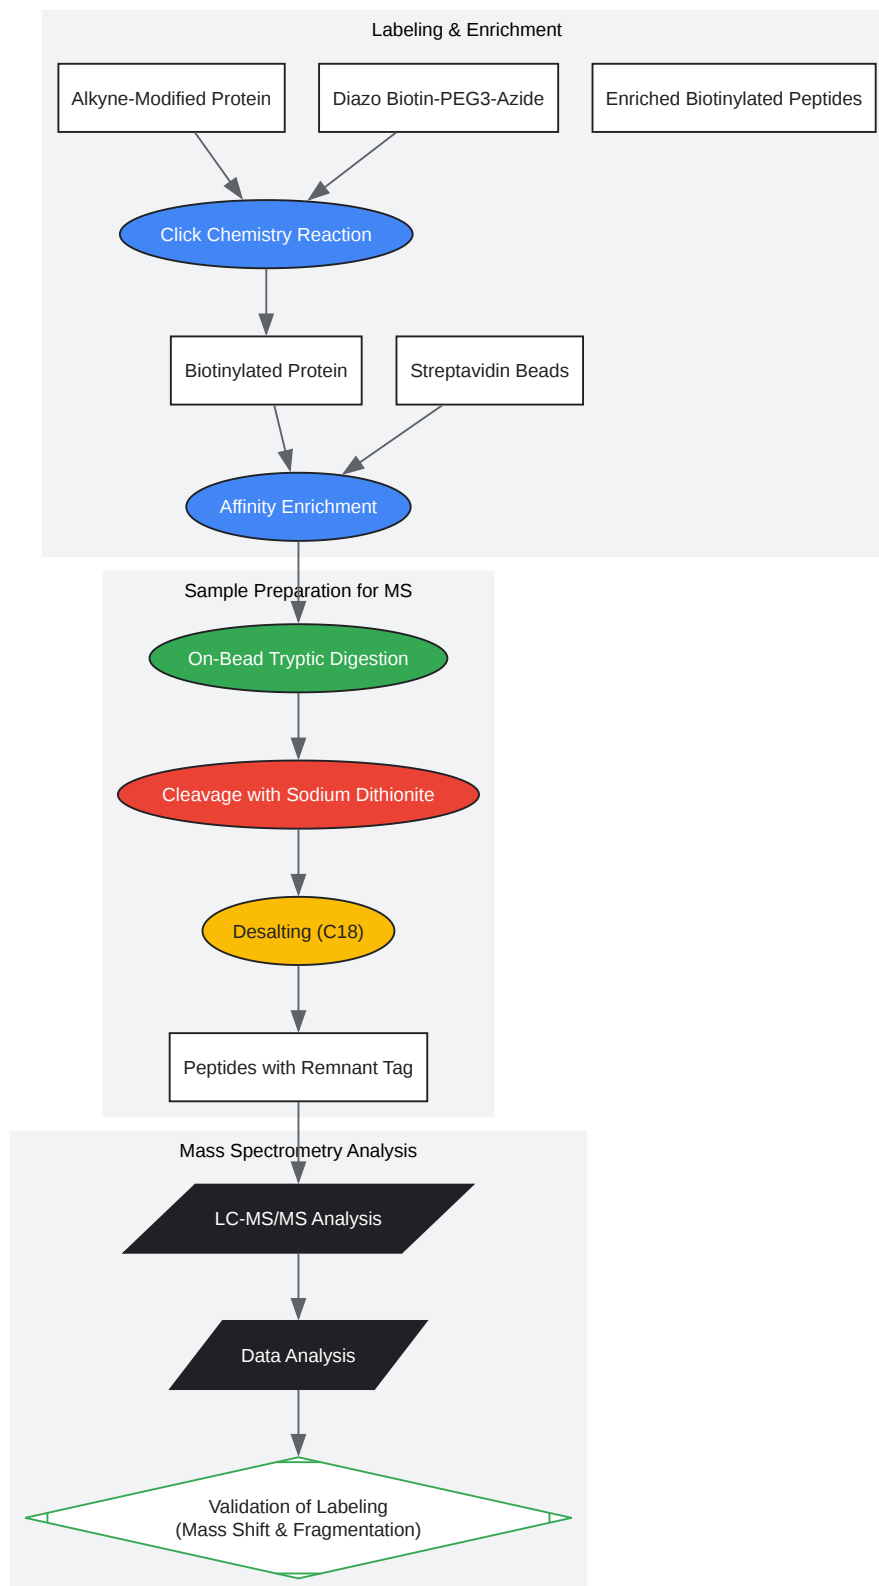 Labeling & Enrichment
Alkyne-Modified Protein
Diazo Biotin-PEG3-Azide
Enriched Biotinylated Peptides
Click Chemistry Reaction
Biotinylated Protein
Streptavidin Beads
Affinity Enrichment
Sample Preparation for MS
On-Bead Tryptic Digestion
Cleavage with Sodium Dithionite
Desalting (C18)
Peptides with Remnant Tag
Mass Spectrometry Analysis
LC-MS/MS Analysis
Data Analysis
Validation of Labeling
(Mass Shift & Fragmentation)